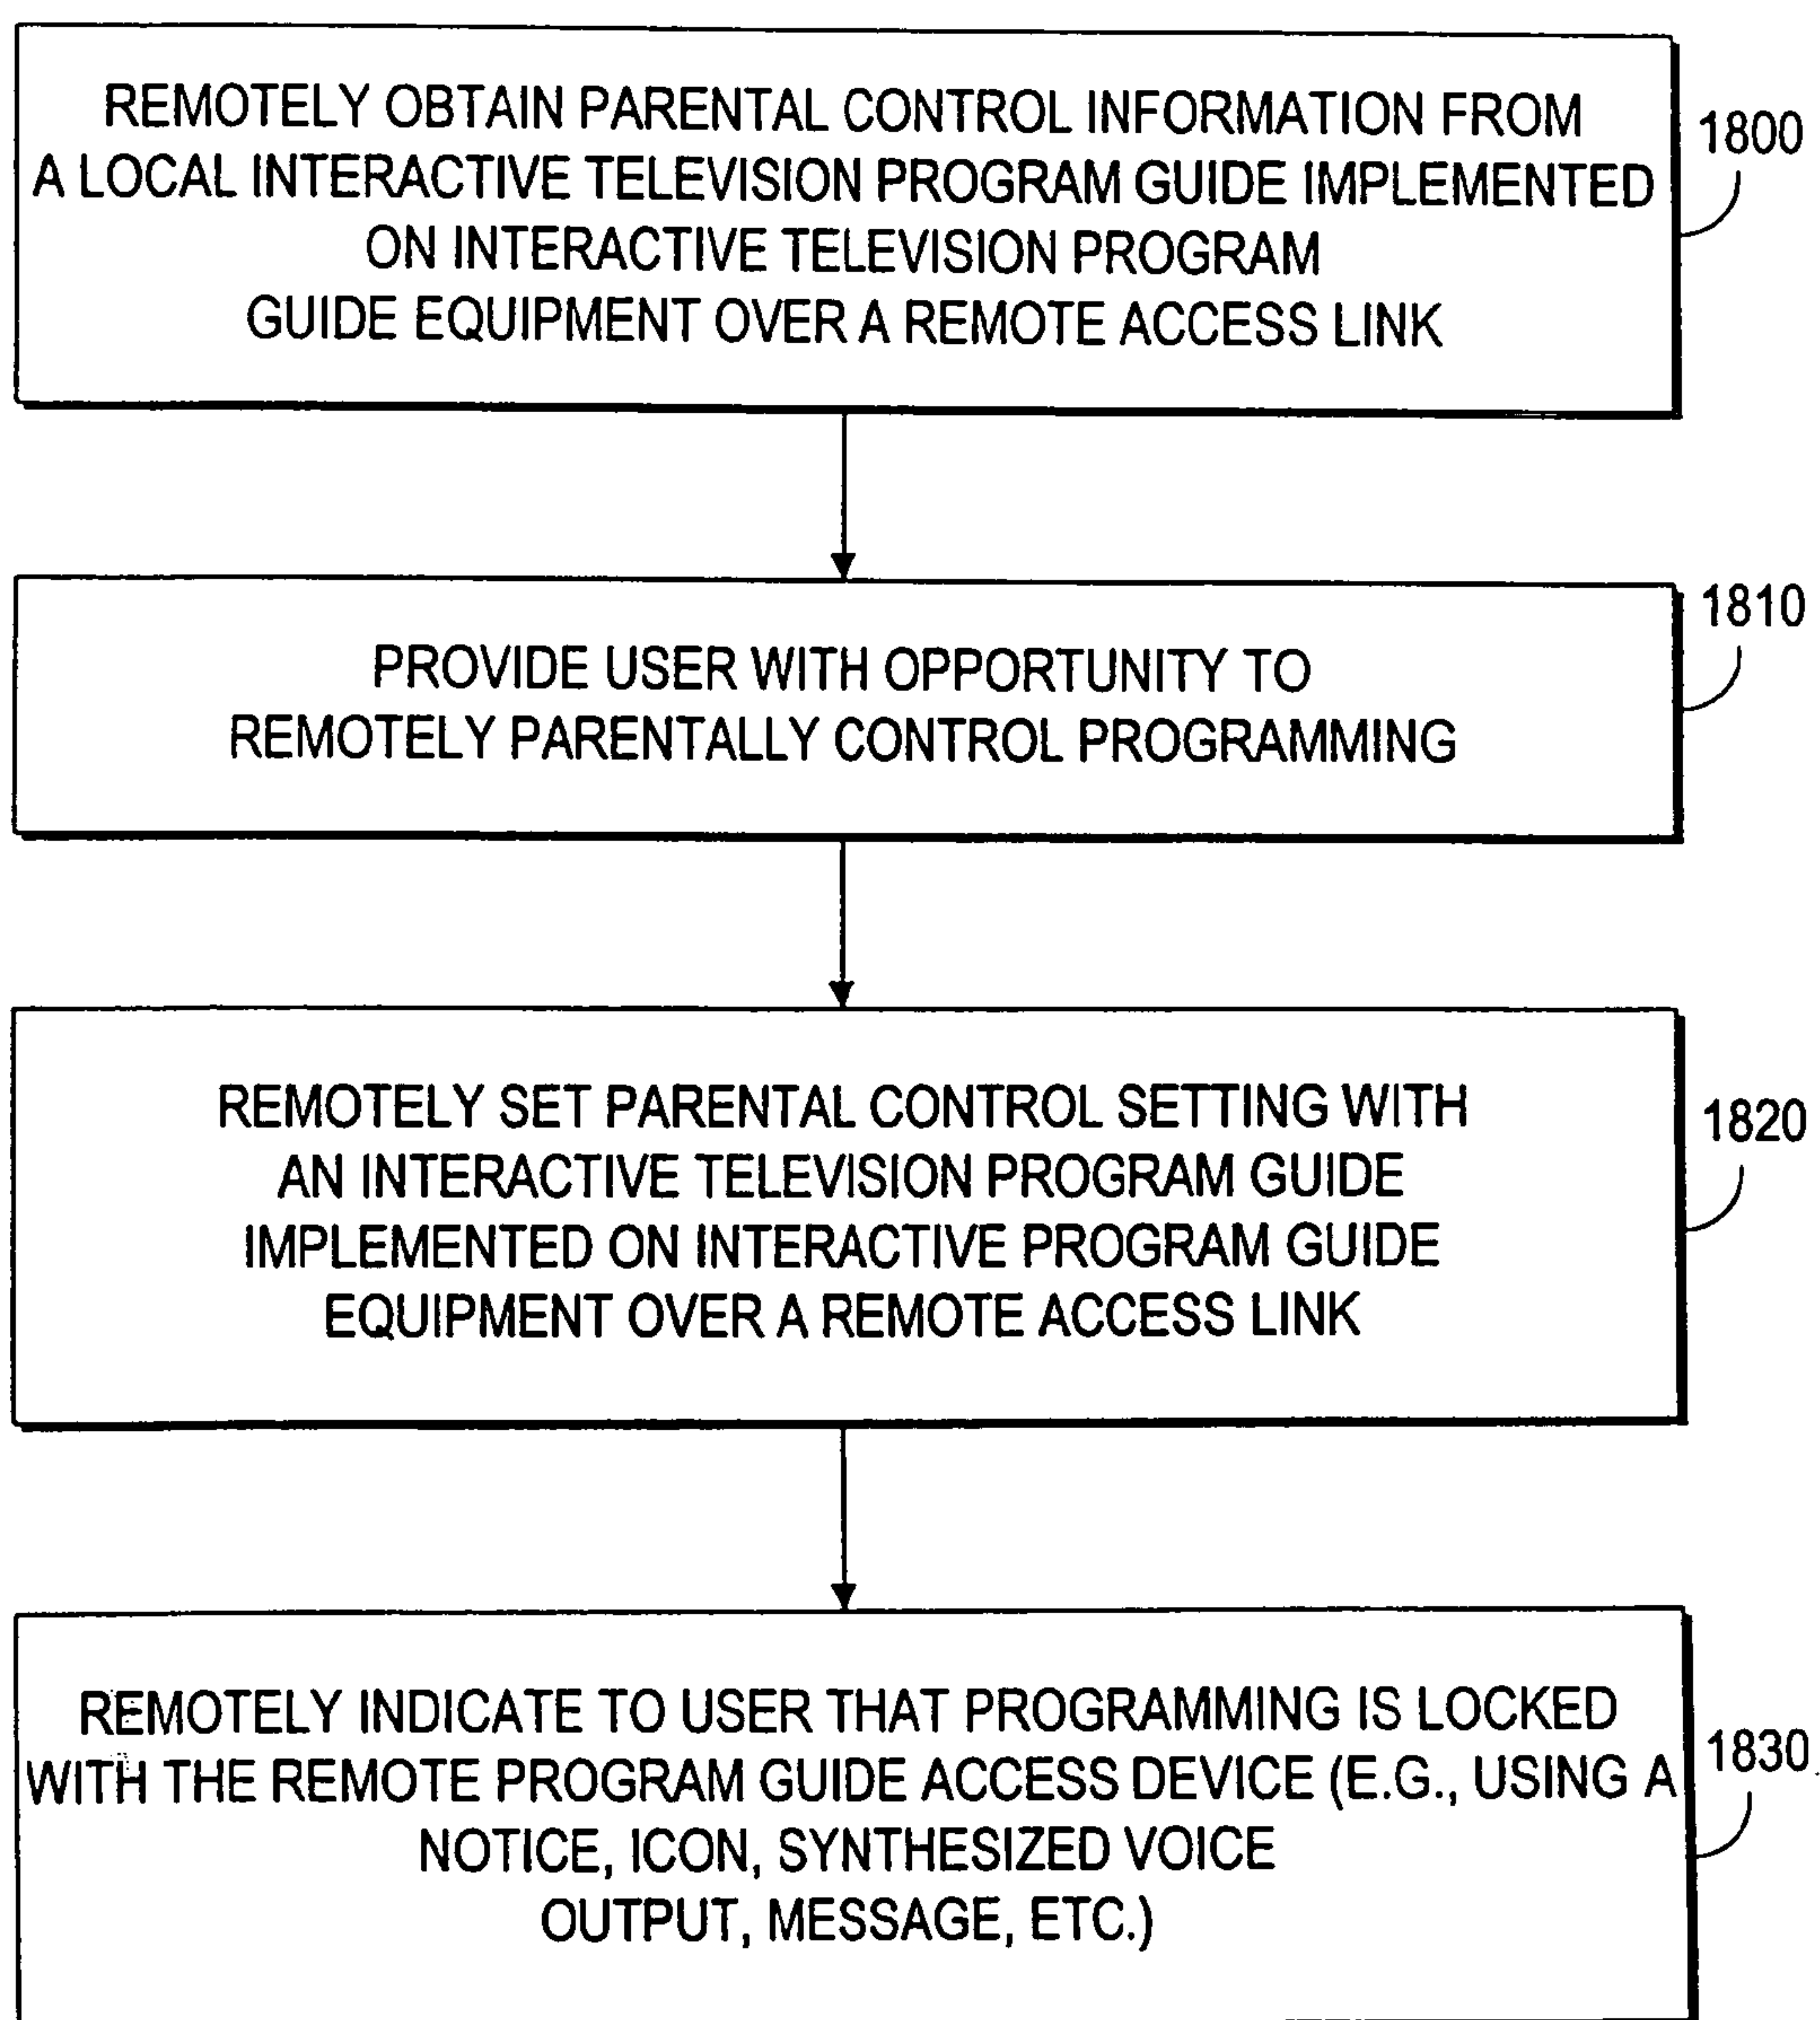 REMOTELY OBTAIN PARENTAL CONTROL INFORMATION FROM
A LOCAL INTERACTIVE TELEVISION PROGRAM GUIDE IMPLEMENTED
ON INTERACTIVE TELEVISION PROGRAM
GUIDE EQUIPMENT OVER A REMOTE ACCESS LINK
1800
PROVIDE USER WITH OPPORTUNITY TO
REMOTELY PARENTALLY CONTROL PROGRAMMING
1810
REMOTELY SET PARENTAL CONTROL SETTING WITH
AN INTERACTIVE TELEVISION PROGRAM GUIDE
IMPLEMENTED ON INTERACTIVE PROGRAM GUIDE
EQUIPMENT OVER A REMOTE ACCESS LINK
1820
REMOTELY INDICATE TO USER THAT PROGRAMMING IS LOCKED
WITH THE REMOTE PROGRAM GUIDE ACCESS DEVICE (E.G., USING A
NOTICE, ICON, SYNTHESIZED VOICE
OUTPUT, MESSAGE, ETC.)
1830